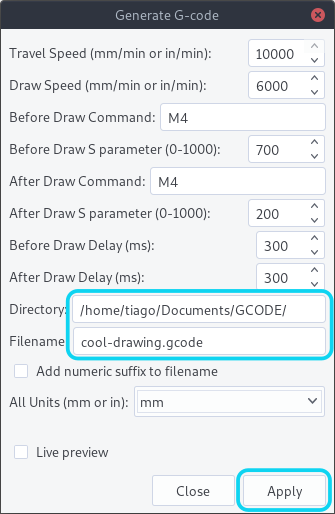 Generate G-code
Travel Speed (mm/min or in/min): 10000
Draw Speed (mm/min or in/min): 6000
Before Draw Command: M4
Before Draw S parameter (0-1000): 700
After Draw Command: M4
After Draw S parameter (0-1000): 200
Before Draw Delay (ms): 300
After Draw Delay (ms): 300
Directory: /home/tiago/Documents/GCODE/
Filename cool-drawing.gcode
Add numeric suffix to filename
All Units (mm or in): mm
Live preview
Close Apply